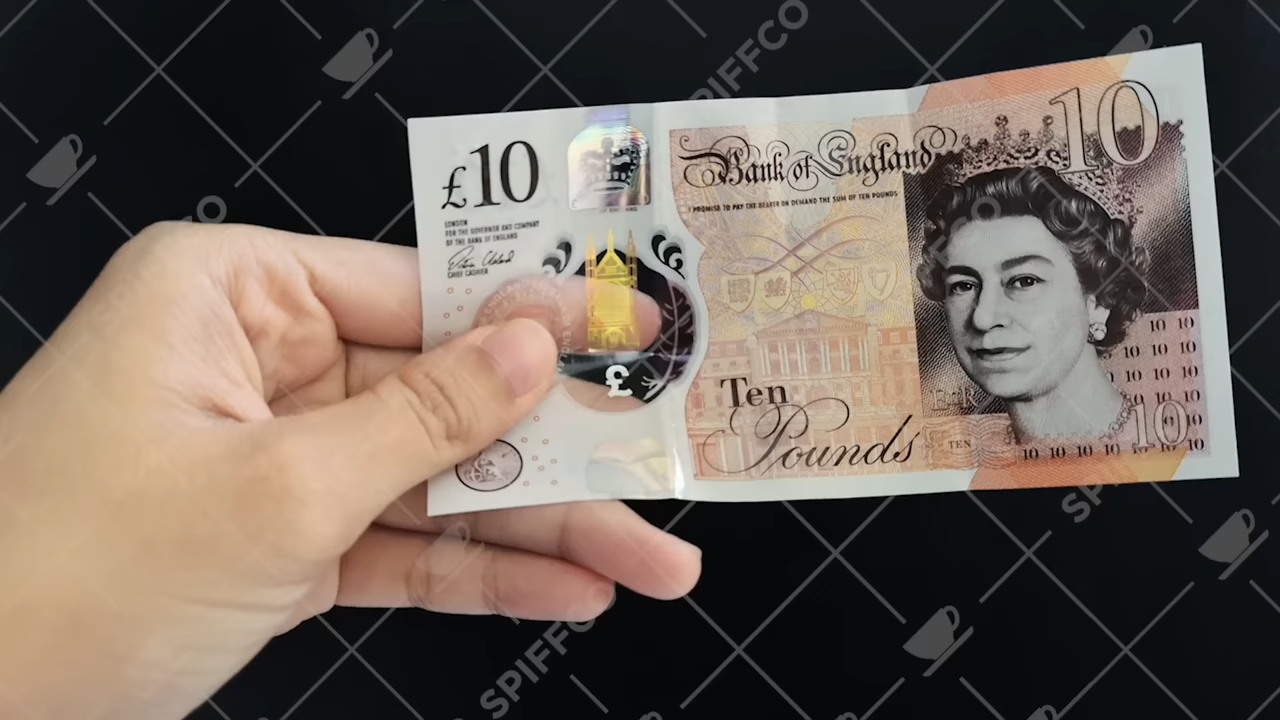 £10
LONDON
FOR THE GOVERNOR AND COMPANY
OF THE BANK OF ENGLAND
CHIEF CASHIER
£
Bank of England
I PROMISE TO PAY THE BEARER ON DEMAND THE SUM OF TEN POUNDS
Ten
Pounds
TEN
10
10 10
10 10 10
10 10 10 10
10
10 10 10 10 10 10 10
SPIFFCO
SPIFFCO
SPIFFCO
SPIFFCO